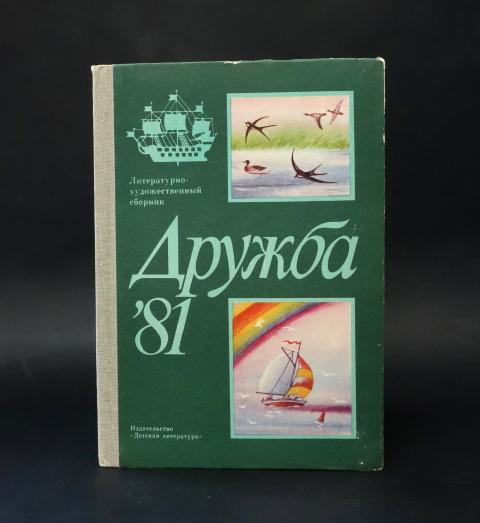 Литературно-
художественный
сборник
Дружба
'81
Издательство
«Детская литература»